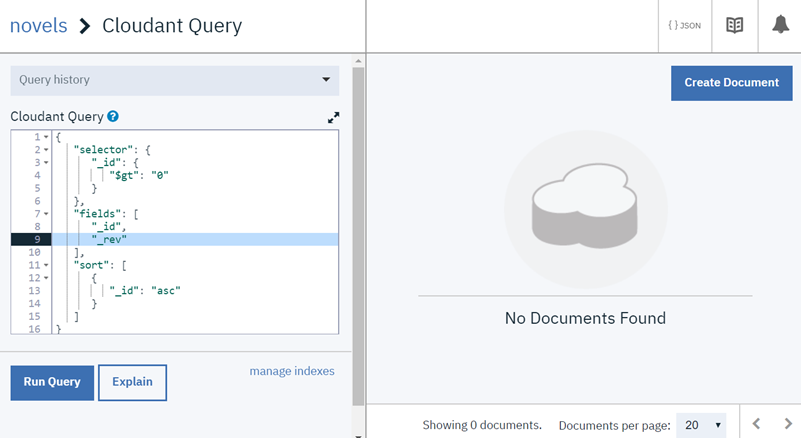 novels > Cloudant Query
{ } JSON
Query history
Create Document
Cloudant Query ?
1 {
2 "selector": {
3 "_id": {
4 "$gt": "0"
5 }
6 },
7 "fields": [
8 "_id",
9 "_rev"
10 ],
11 "sort": [
12 {
13 "_id": "asc"
14 }
15 ]
16 }
No Documents Found
Run Query
Explain
manage indexes
Showing 0 documents.
Documents per page: 20